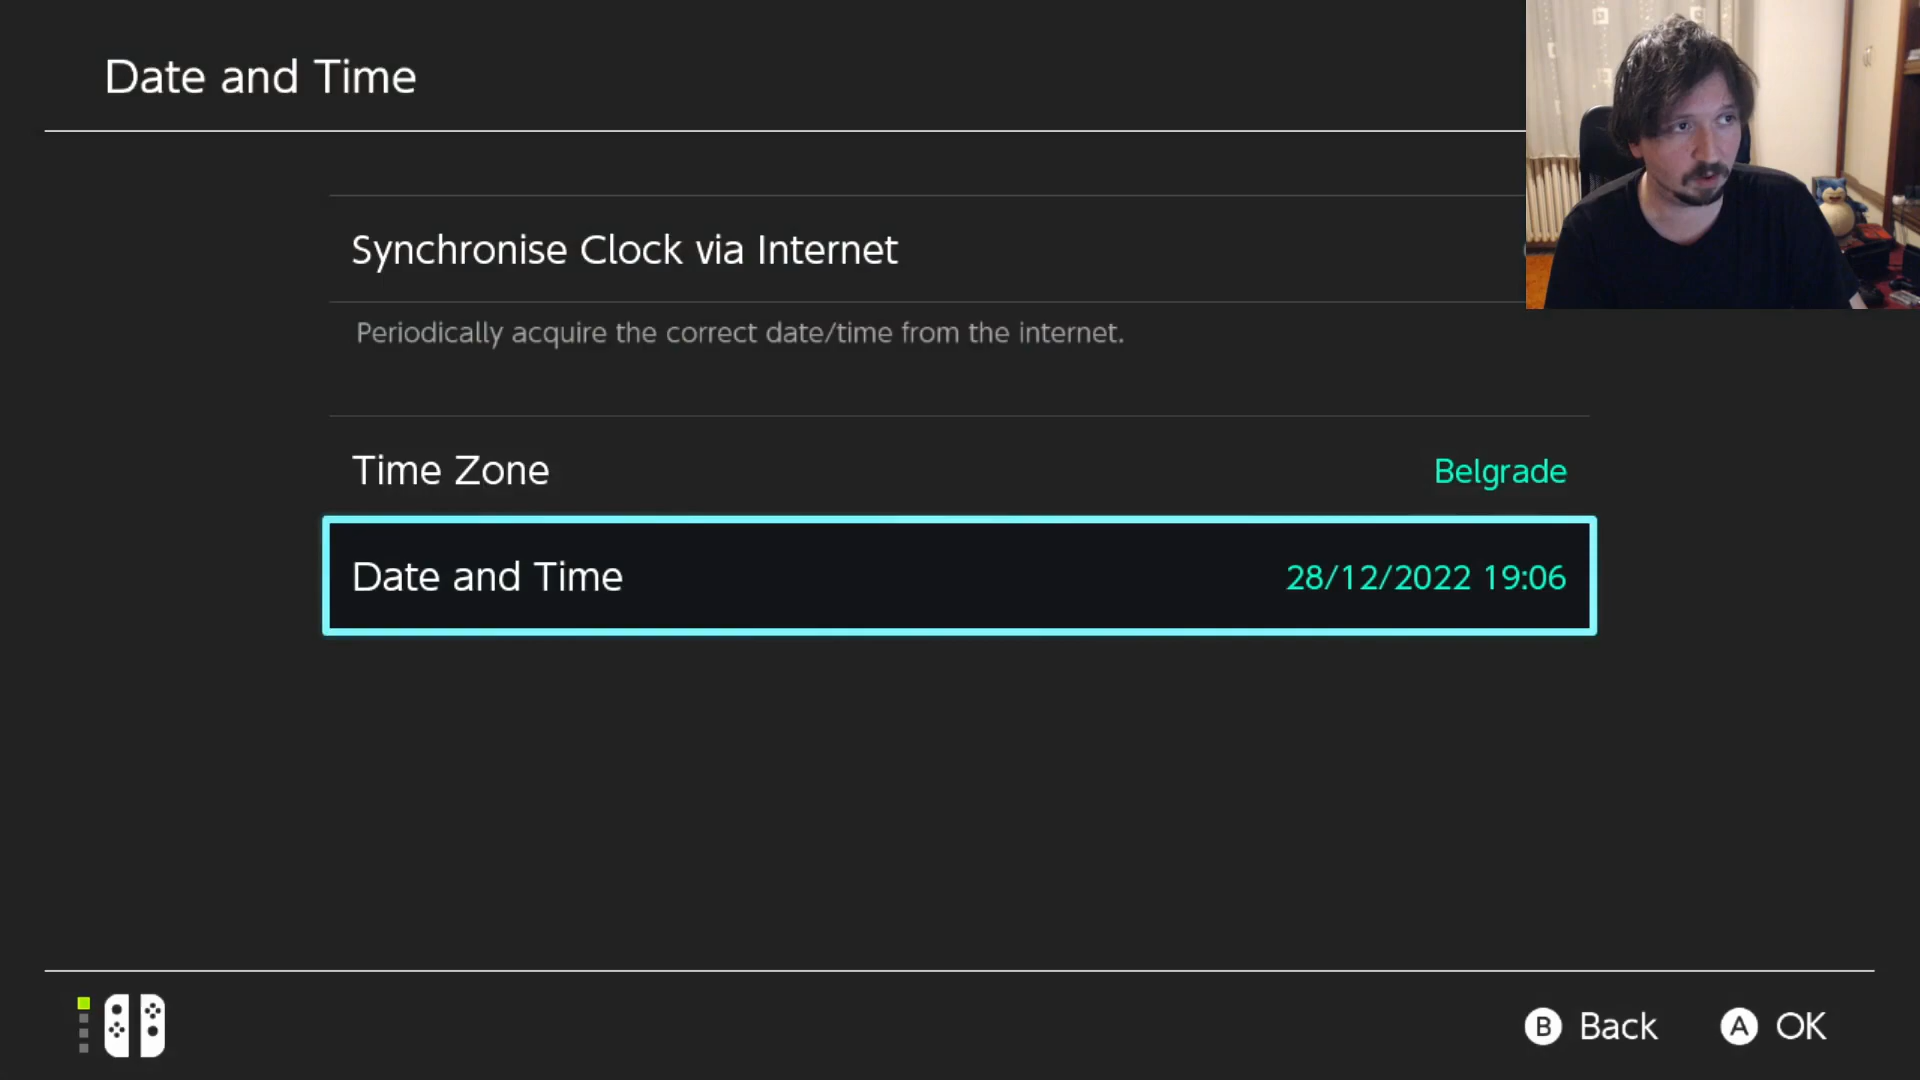 Date and Time
Synchronise Clock via Internet
Periodically acquire the correct date/time from the internet.
Time Zone Belgrade
Date and Time 28/12/2022 19:06
B Back A OK